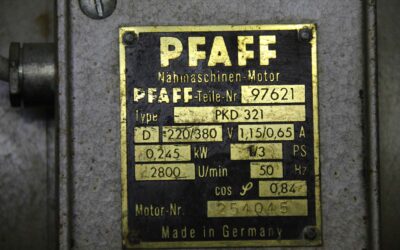 PFAFF
Nähmaschinen-Motor
PFAFF-Teile-Nr 97621
Type PKD 321
D 220/380 V 1,15/0,65 A
0,245 kW 1/3 PS
2800 U/min 50 Hz
cos φ 0,84
Motor-Nr. 254045
Made in Germany